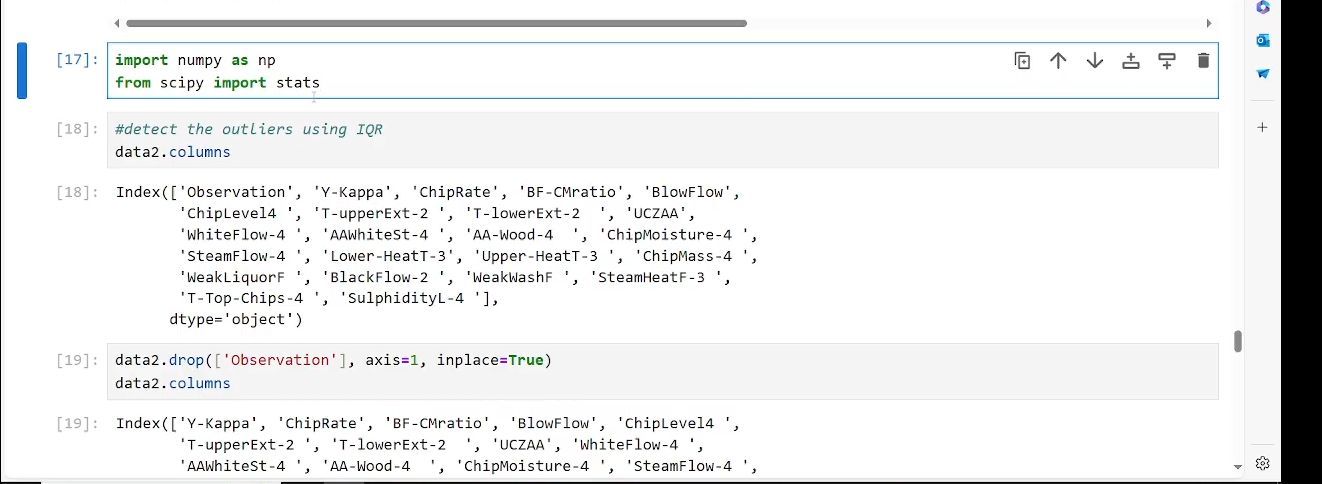 [17]: import numpy as np
from scipy import stats
[18]: #detect the outliers using IQR
data2.columns
[18]: Index(['Observation', 'Y-Kappa', 'ChipRate', 'BF-CMratio', 'BlowFlow',
'ChipLevel4 ', 'T-upperExt-2 ', 'T-lowerExt-2  ', 'UCZAA',
'WhiteFlow-4 ', 'AAWhiteSt-4 ', 'AA-Wood-4  ', 'ChipMoisture-4 ',
'SteamFlow-4 ', 'Lower-HeatT-3', 'Upper-HeatT-3 ', 'ChipMass-4 ',
'WeakLiquorF ', 'BlackFlow-2 ', 'WeakWashF ', 'SteamHeatF-3 ',
'T-Top-Chips-4 ', 'SulphidityL-4 '],
dtype='object')
[19]: data2.drop(['Observation'], axis=1, inplace=True)
data2.columns
[19]: Index(['Y-Kappa', 'ChipRate', 'BF-CMratio', 'BlowFlow', 'ChipLevel4 ',
'T-upperExt-2 ', 'T-lowerExt-2  ', 'UCZAA', 'WhiteFlow-4 ',
'AAWhiteSt-4 ', 'AA-Wood-4  ', 'ChipMoisture-4 ', 'SteamFlow-4 ',